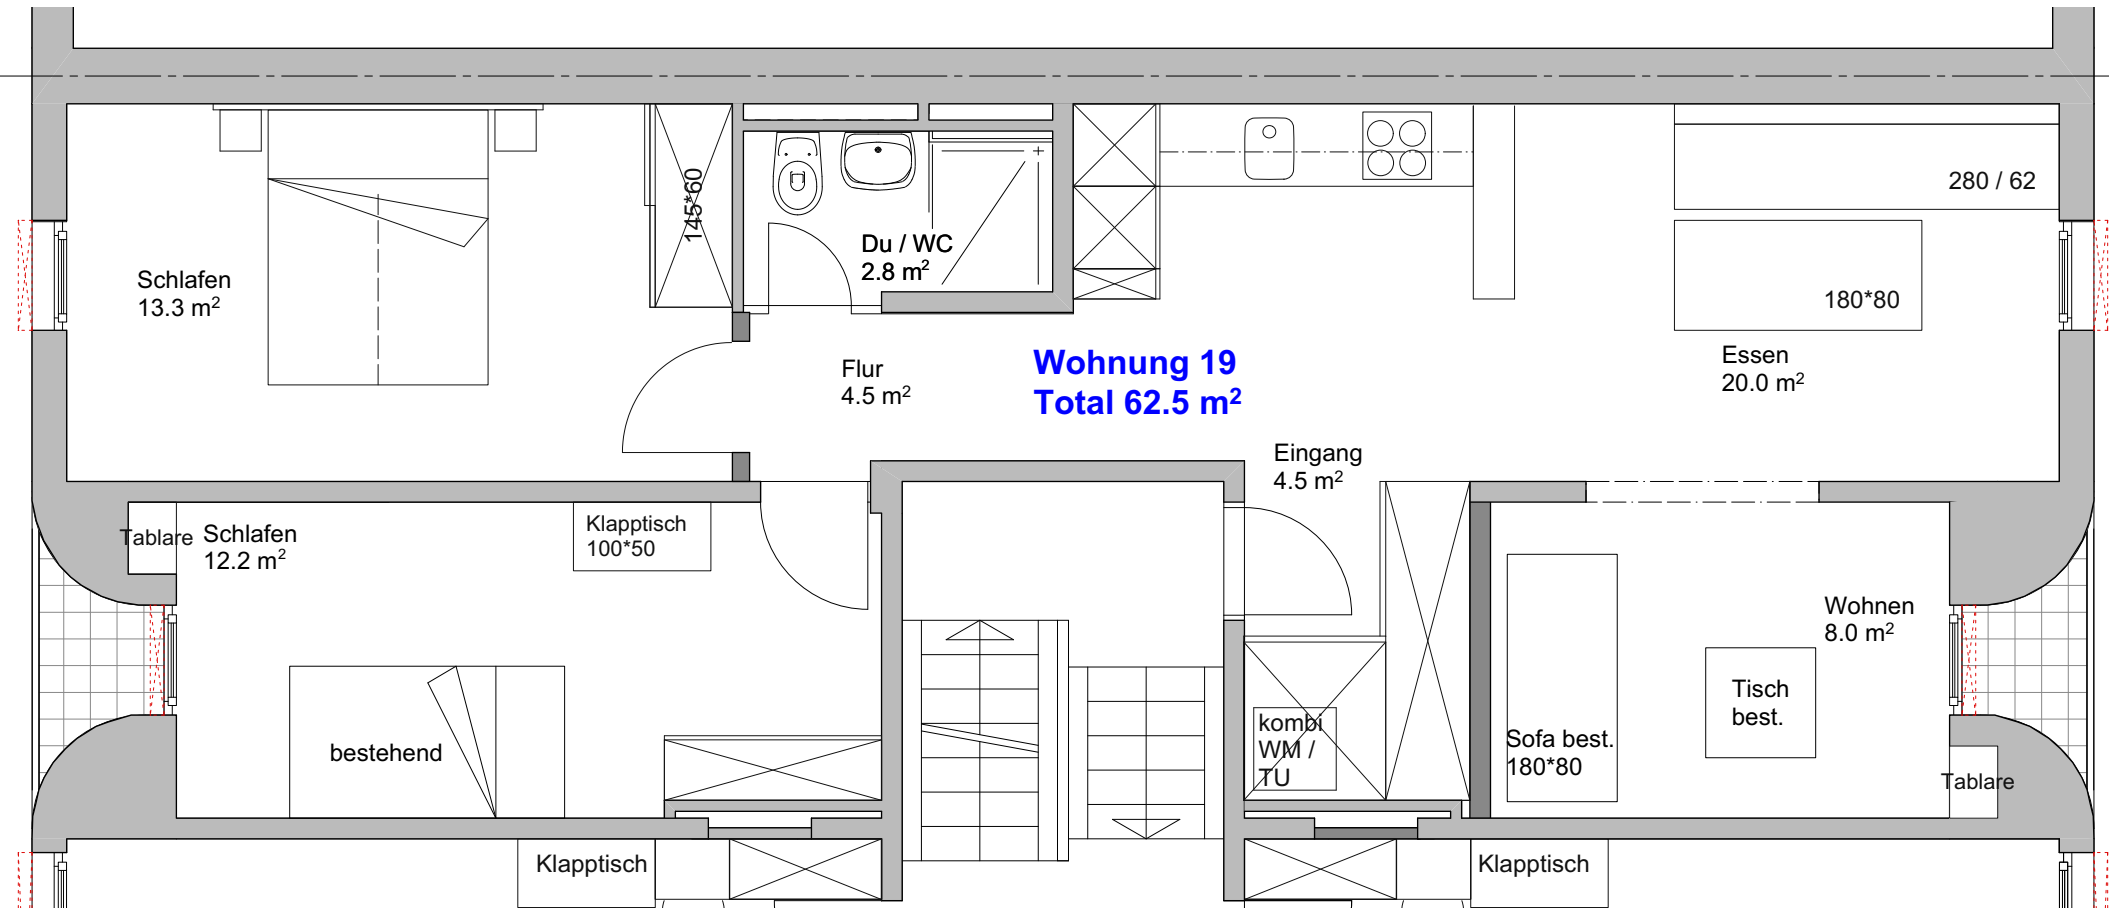 145*60
280 / 62
Du / WC
2.8 m²
Schlafen
13.3 m²
180*80
Wohnung 19
Total 62.5 m²
Flur
4.5 m²
Essen
20.0 m²
Eingang
4.5 m²
Tablare
Schlafen
12.2 m²
Klapptisch
100*50
Wohnen
8.0 m²
Tisch
best.
bestehend
kombi
WM /
TU
Sofa best.
180*80
Tablare
Klapptisch
Klapptisch